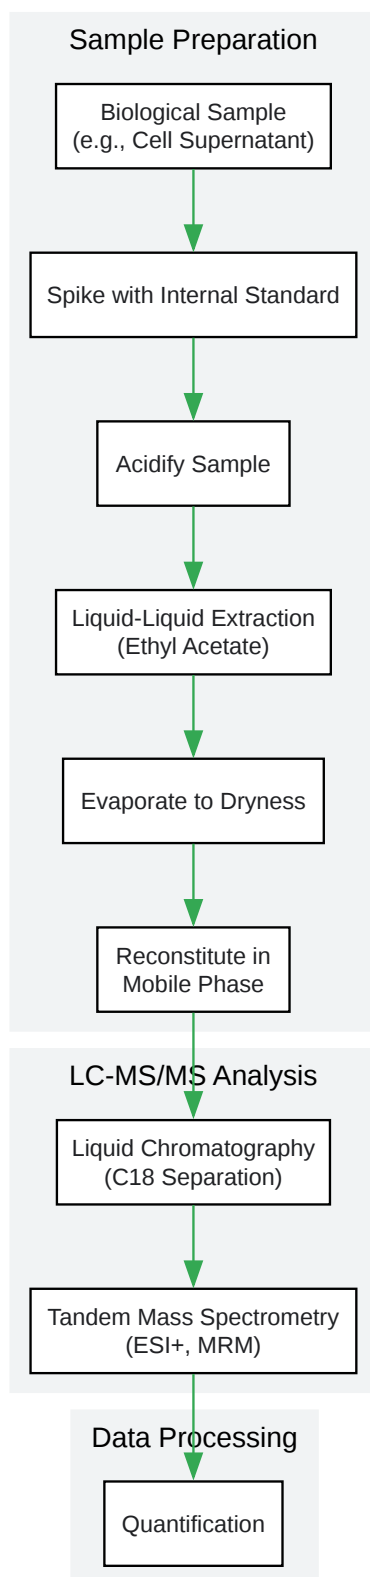 Sample Preparation
Biological Sample
(e.g., Cell Supernatant)
Spike with Internal Standard
Acidify Sample
Liquid-Liquid Extraction
(Ethyl Acetate)
Evaporate to Dryness
Reconstitute in
Mobile Phase
LC-MS/MS Analysis
Liquid Chromatography
(C18 Separation)
Tandem Mass Spectrometry
(ESI+, MRM)
Data Processing
Quantification